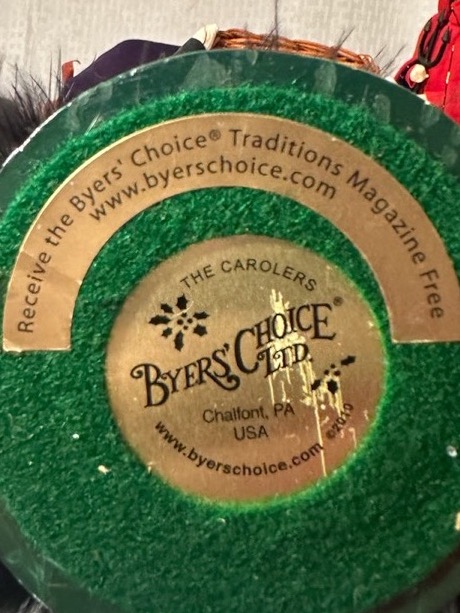 Receive the Byers' Choice® Traditions Magazine Free
www.byerschoice.com
THE CAROLERS
BYERS' CHOICE®
LTD.
Chalfont, PA
USA
www.byerschoice.com ©2010